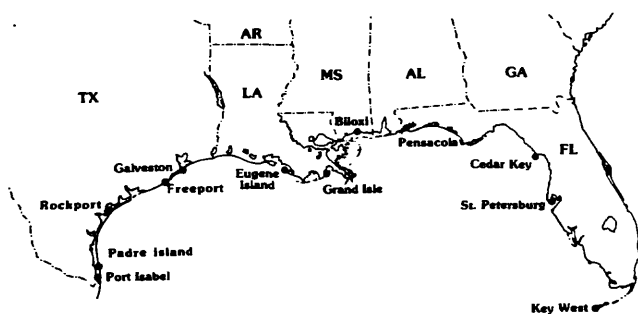 AR
MS
AL
GA
TX
LA
Biloxi
Pensacola
FL
Galveston
Eugene
Island
Cedar Key
Freeport
Grand Isle
Rockport
St. Petersburg
Padre Island
Port Isabel
Key West